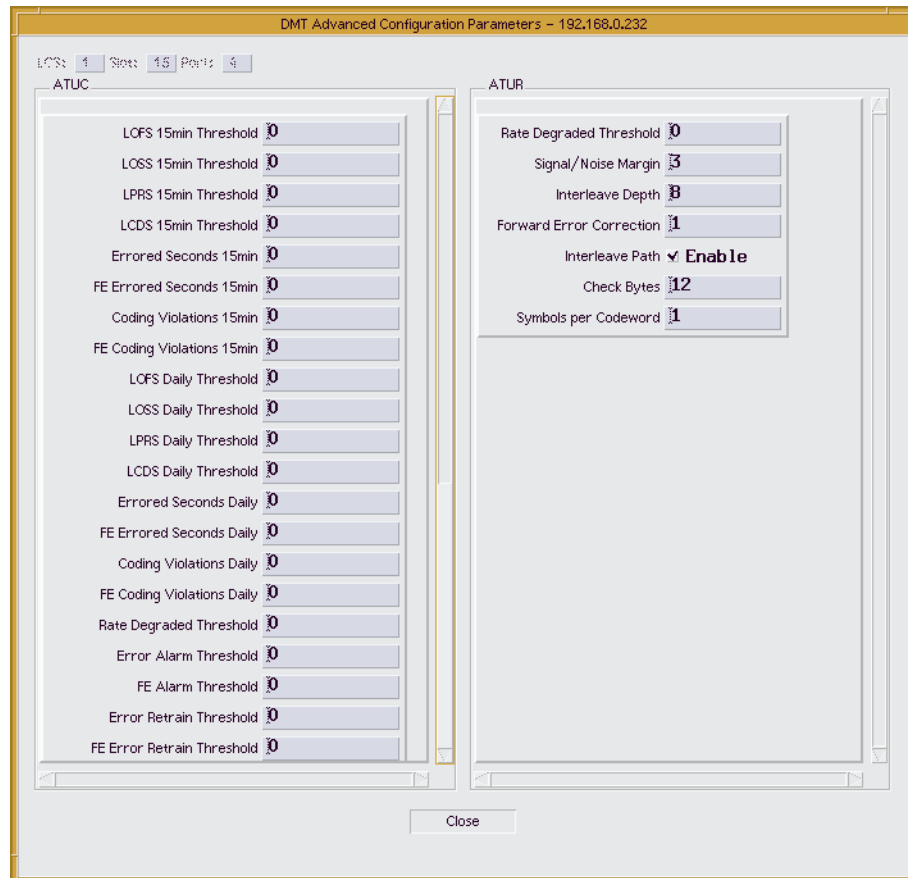 DMT Advanced Configuration Parameters – 192.168.0.232
LCS: 1 Slot: 15 Port: 4
ATUC
LOFS 15min Threshold 0
LOSS 15min Threshold 0
LPRS 15min Threshold 0
LCDS 15min Threshold 0
Errored Seconds 15min 0
FE Errored Seconds 15min 0
Coding Violations 15min 0
FE Coding Violations 15min 0
LOFS Daily Threshold 0
LOSS Daily Threshold 0
LPRS Daily Threshold 0
LCDS Daily Threshold 0
Errored Seconds Daily 0
FE Errored Seconds Daily 0
Coding Violations Daily 0
FE Coding Violations Daily 0
Rate Degraded Threshold 0
Error Alarm Threshold 0
FE Alarm Threshold 0
Error Retrain Threshold 0
FE Error Retrain Threshold 0
ATUR
Rate Degraded Threshold 0
Signal/Noise Margin 3
Interleave Depth 8
Forward Error Correction 1
Interleave Path Enable
Check Bytes 12
Symbols per Codeword 1
Close